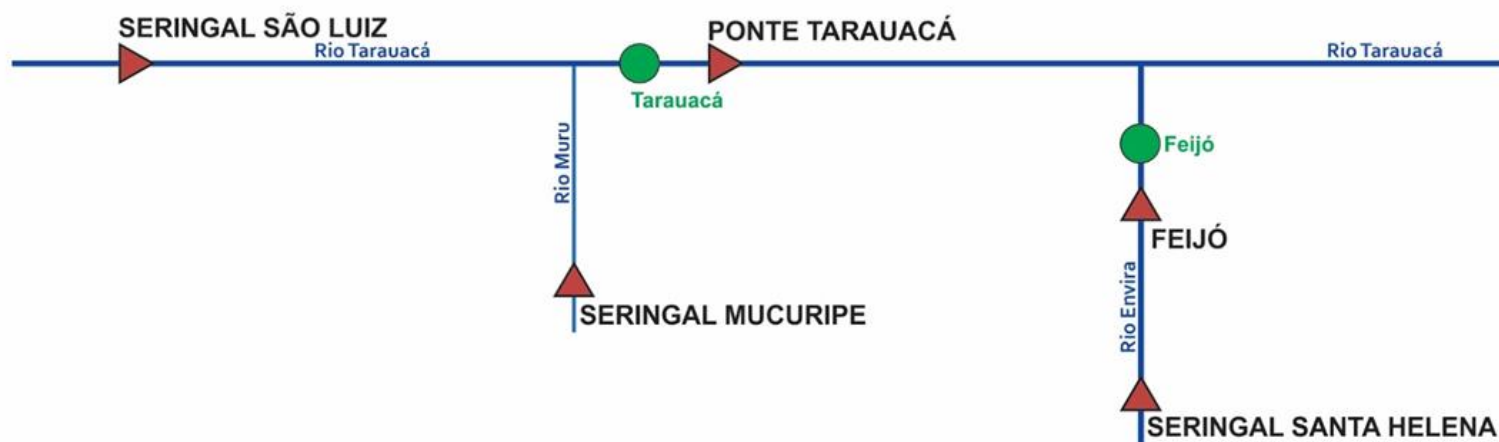 SERINGAL SÃO LUIZ
PONTE TARAUACÁ
Rio Tarauacá
Rio Tarauacá
Tarauacá
Rio Muru
Feijó
FEIJÓ
Rio Envira
SERINGAL MUCURIPE
SERINGAL SANTA HELENA